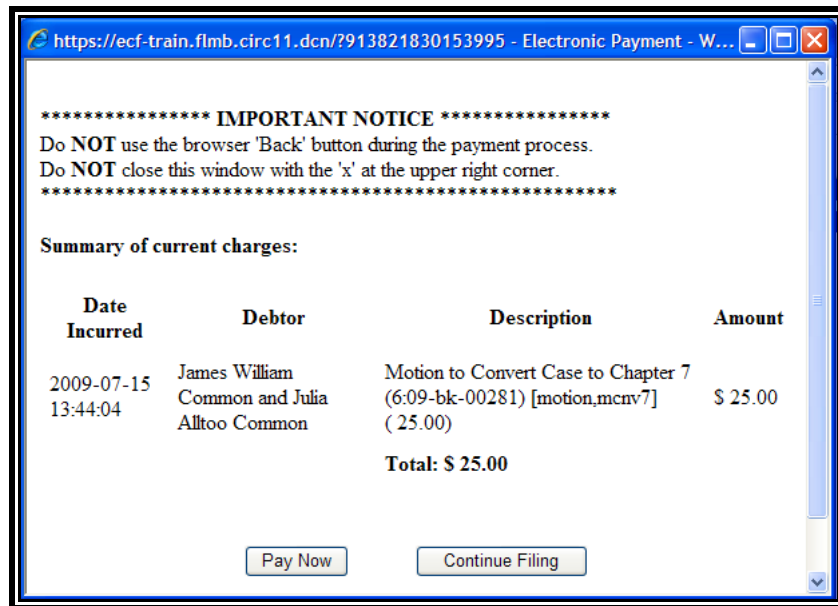 https://ecf-train.flmb.circ11.dcn/?913821830153995 - Electronic Payment - W...
**************** IMPORTANT NOTICE ****************
Do NOT use the browser 'Back' button during the payment process.
Do NOT close this window with the 'x' at the upper right corner.
******************************************************
Summary of current charges:
Date Incurred Debtor Description Amount
2009-07-15 13:44:04
James William
Common and Julia
Alltoo Common
Motion to Convert Case to Chapter 7
(6:09-bk-00281) [motion,mcnv7]
( 25.00)
$ 25.00
Total: $ 25.00
Pay Now Continue Filing